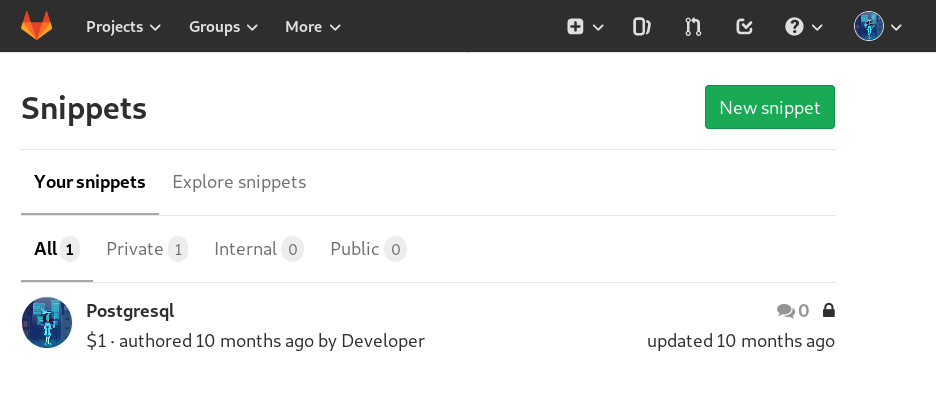 Projects Groups More
Snippets New snippet
Your snippets Explore snippets
All 1 Private 1 Internal 0 Public 0
Postgresql 0
$1 · authored 10 months ago by Developer updated 10 months ago